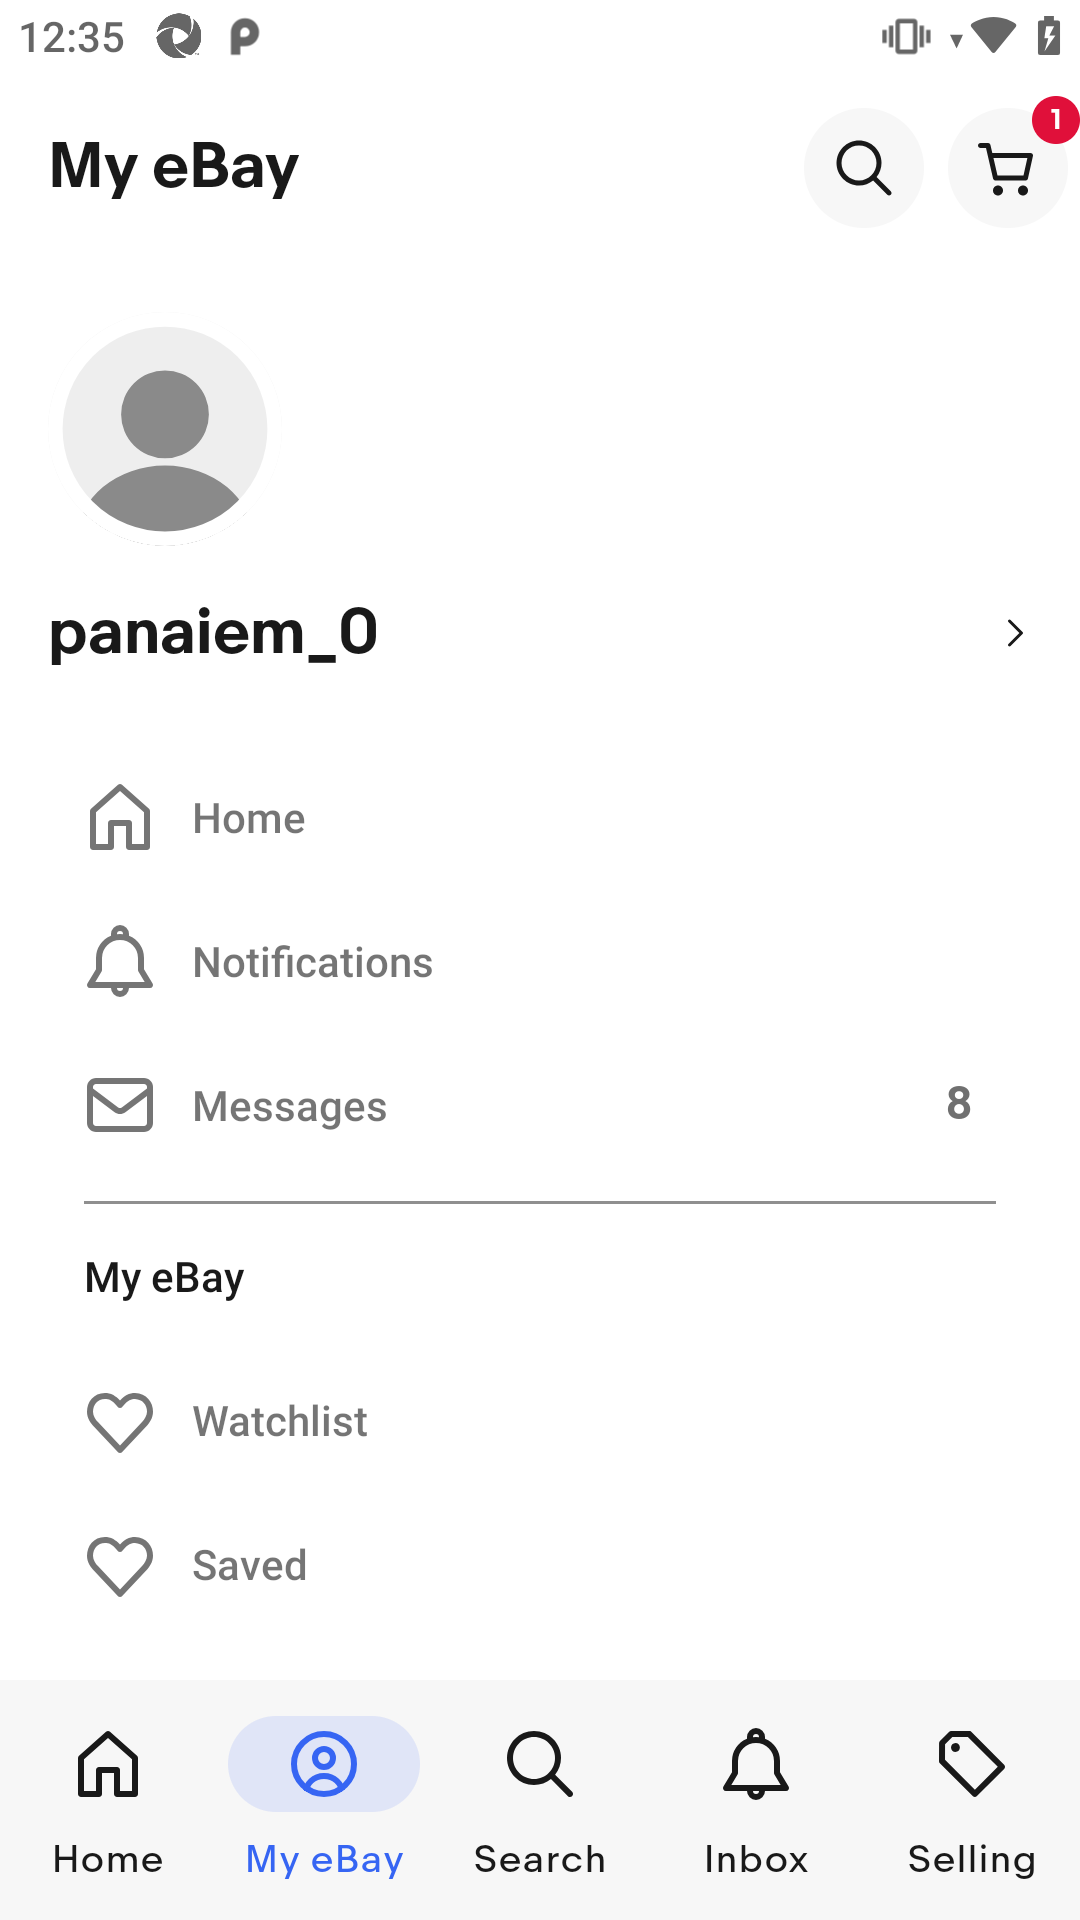 12:35
My eBay
1
panaiem_0
Home
Notifications
Messages 8
My eBay
Watchlist
Saved
Home My eBay Search Inbox Selling